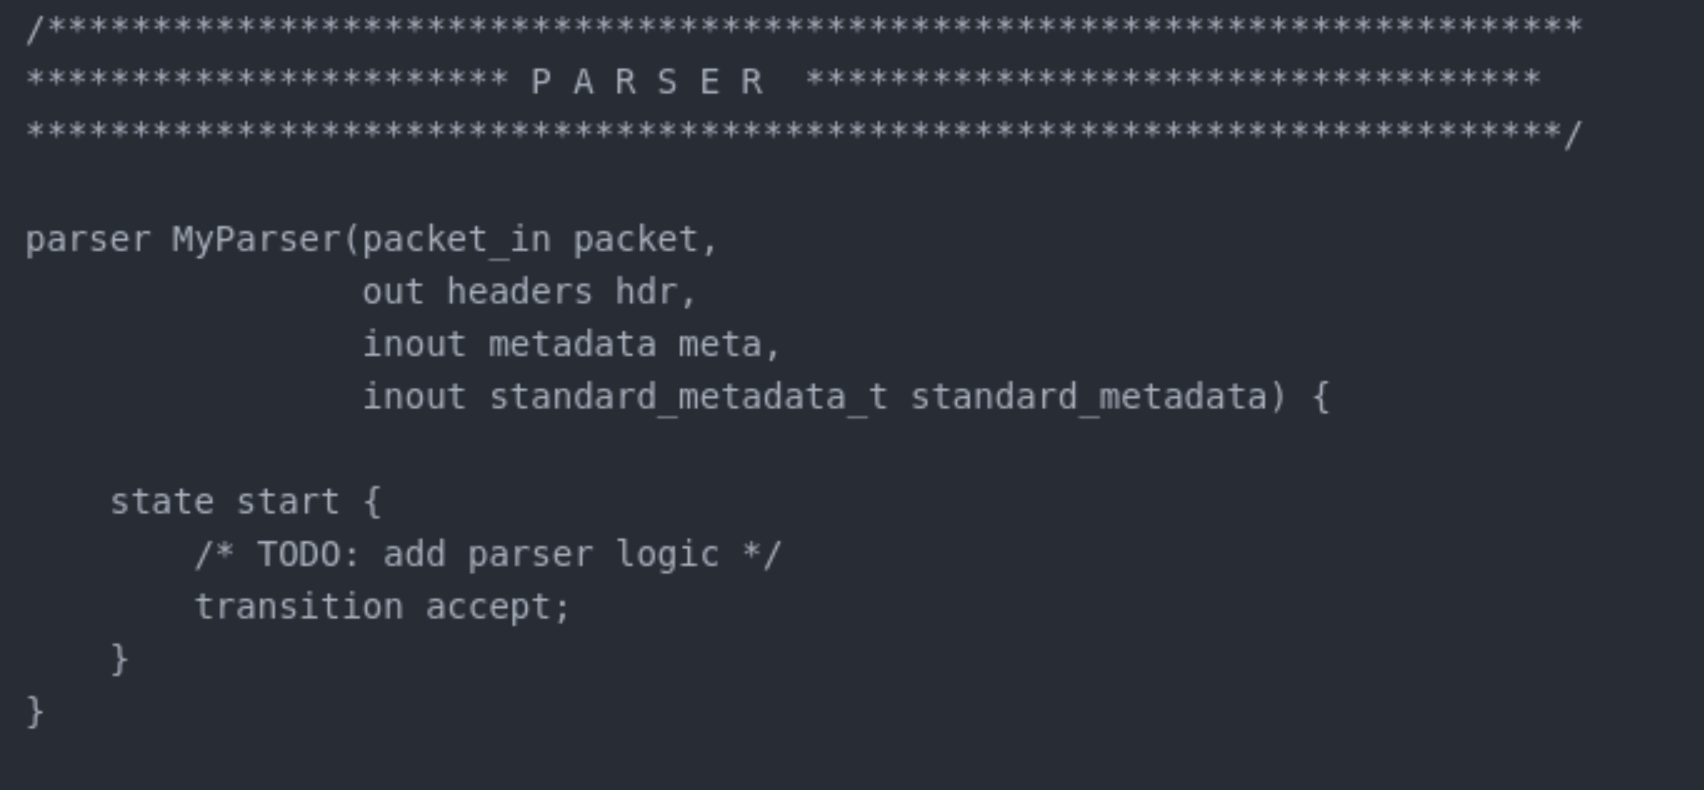 /*************************************************************************
*********************** P A R S E R  ***********************************
*************************************************************************/
parser MyParser(packet_in packet,
                out headers hdr,
                inout metadata meta,
                inout standard_metadata_t standard_metadata) {
    state start {
        /* TODO: add parser logic */
        transition accept;
    }
}